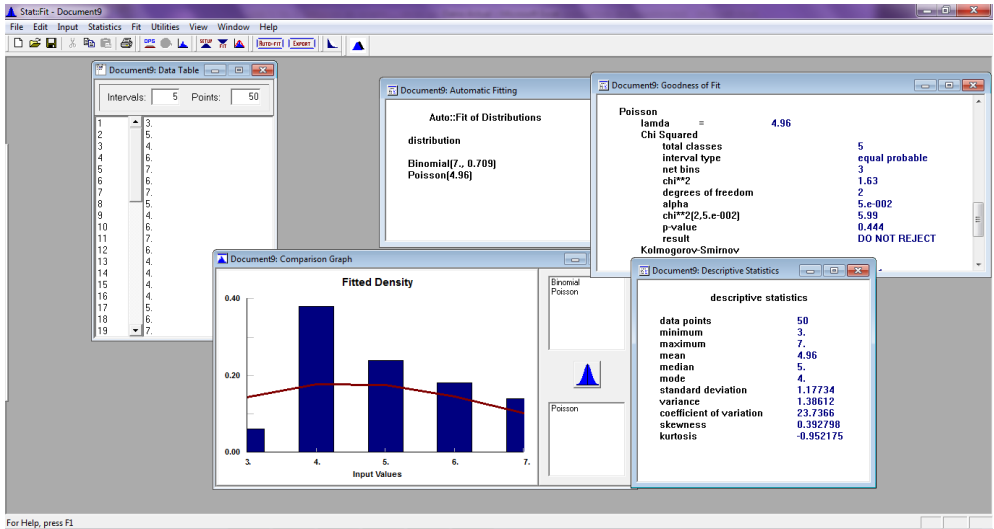 Stat::Fit - Document9
File Edit Input Statistics Fit Utilities View Window Help
AUTO-FIT EXPORT
Document9: Data Table
Intervals: 5 Points: 50
1 3.
2 5.
3 4.
4 6.
5 7.
6 6.
7 7.
8 5.
9 4.
10 6.
11 7.
12 6.
13 4.
14 4.
15 4.
16 4.
17 5.
18 6.
19 7.
Document9: Automatic Fitting
Auto::Fit of Distributions
distribution
Binomial(7., 0.709)
Poisson(4.96)
Document9: Goodness of Fit
Poisson
lamda = 4.96
Chi Squared
total classes 5
interval type equal probable
net bins 3
chi**2 1.63
degrees of freedom 2
alpha 5.e-002
chi**2(2,5.e-002) 5.99
p-value 0.444
result DO NOT REJECT
Kolmogorov-Smirnov
Document9: Comparison Graph
Fitted Density
0.40
0.20
0.00
3. 4. 5. 6. 7.
Input Values
Binomial
Poisson
Poisson
Document9: Descriptive Statistics
descriptive statistics
data points 50
minimum 3.
maximum 7.
mean 4.96
median 5.
mode 4.
standard deviation 1.17734
variance 1.38612
coefficient of variation 23.7366
skewness 0.392798
kurtosis -0.952175
For Help, press F1